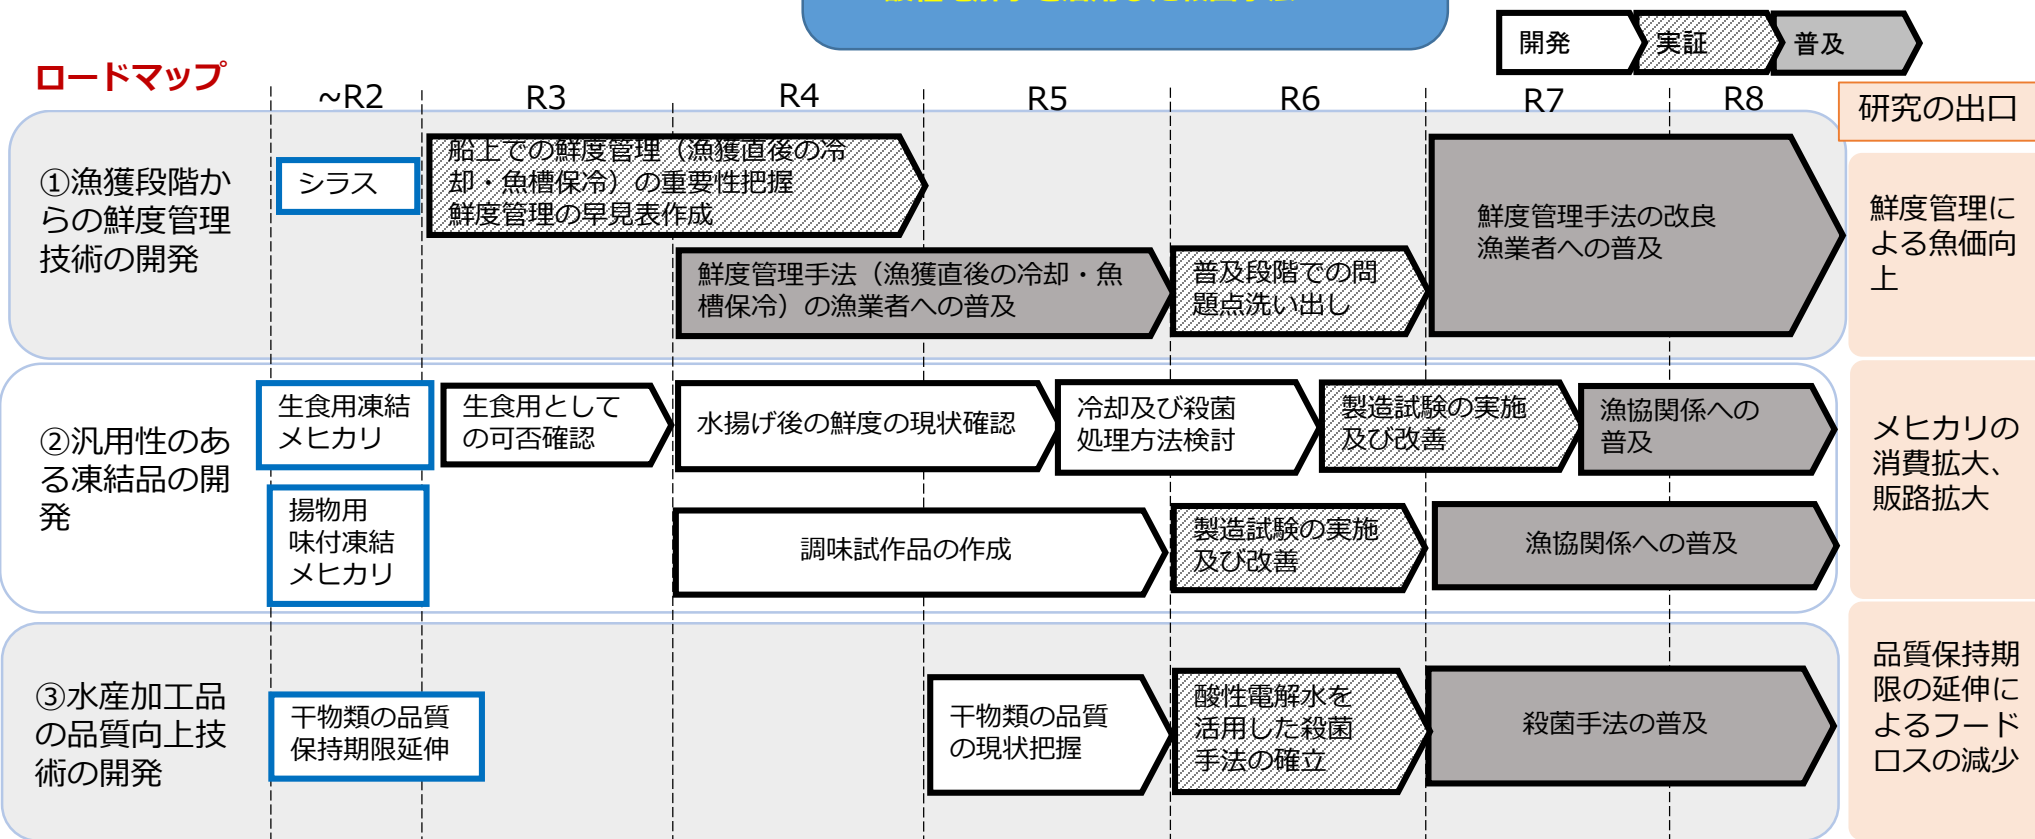 開発
実証
普及
ロードマップ
~R2
R3
R4
R5
R6
R7
R8
研究の出口
①漁獲段階か
らの鮮度管理
技術の開発
シラス
船上での鮮度管理（漁獲直後の冷
却・魚槽保冷）の重要性把握
鮮度管理の早見表作成
鮮度管理手法（漁獲直後の冷却・魚
槽保冷）の漁業者への普及
普及段階での問
題点洗い出し
鮮度管理手法の改良
漁業者への普及
鮮度管理に
よる魚価向
上
②汎用性のあ
る凍結品の開
発
生食用凍結
メヒカリ
生食用として
の可否確認
水揚げ後の鮮度の現状確認
冷却及び殺菌
処理方法検討
製造試験の実施
及び改善
漁協関係への
普及
揚物用
味付凍結
メヒカリ
調味試作品の作成
製造試験の実施
及び改善
漁協関係への普及
メヒカリの
消費拡大、
販路拡大
③水産加工品
の品質向上技
術の開発
干物類の品質
保持期限延伸
干物類の品質
の現状把握
酸性電解水を
活用した殺菌
手法の確立
殺菌手法の普及
品質保持期
限の延伸に
よるフード
ロスの減少